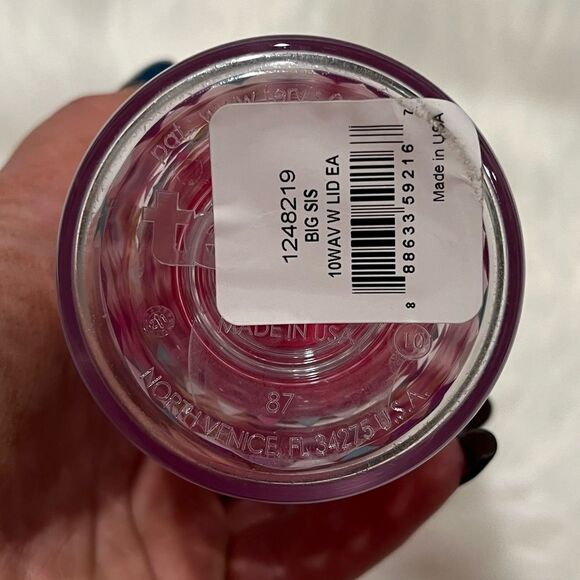 1248219
BIG SIS
10WAV W LID EA
8 88633 59216 7
Made in USA
MADE IN USA
10
87
NORTH VENICE, FL 34275 U.S.A.